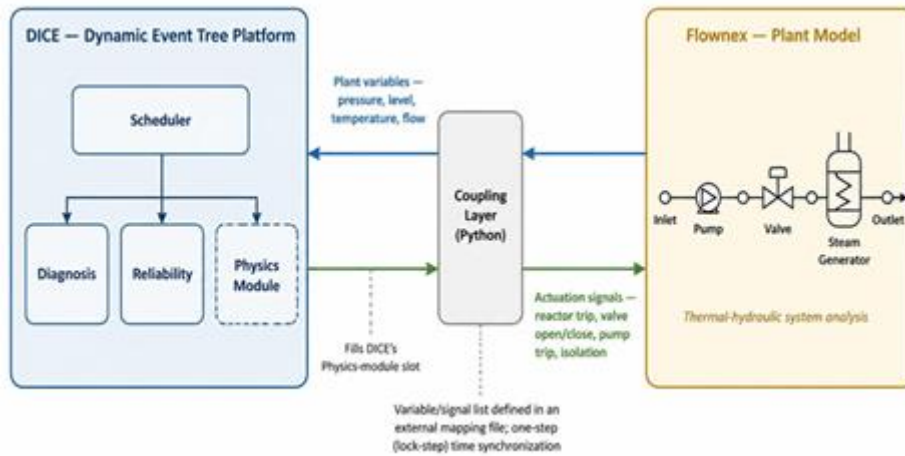 DICE — Dynamic Event Tree Platform
Scheduler
Diagnosis
Reliability
Physics
Module
Plant variables —
pressure, level,
temperature, flow
Coupling
Layer
(Python)
Fills DICE's
Physics-module slot
Variable/signal list defined in an
external mapping file; one-step
(lock-step) time synchronization
Actuation signals —
reactor trip, valve
open/close, pump
trip, isolation
Flownex — Plant Model
Inlet
Pump
Valve
Steam
Generator
Outlet
Thermal-hydraulic system analysis